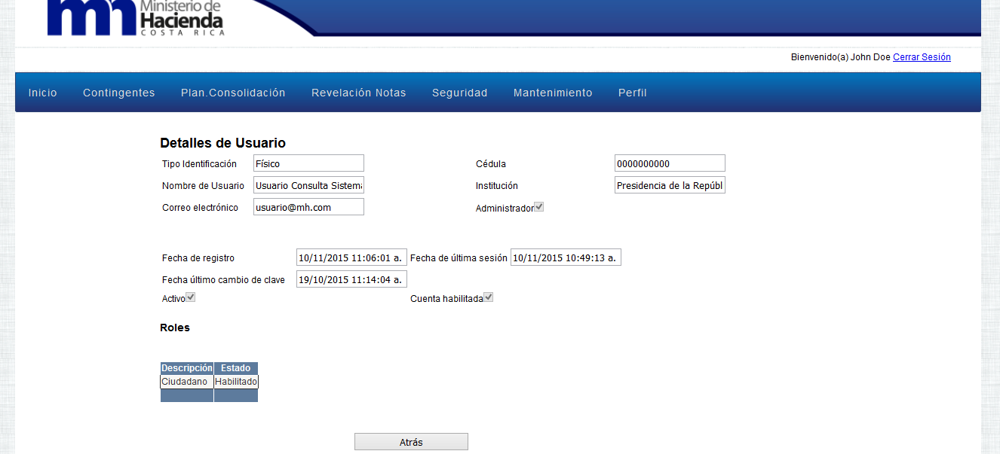 Ministerio de
Hacienda
COSTA RICA
Bienvenido(a) John Doe Cerrar Sesión
Inicio Contingentes Plan.Consolidación Revelación Notas Seguridad Mantenimiento Perfil
Detalles de Usuario
Tipo Identificación Físico Cédula 0000000000
Nombre de Usuario Usuario Consulta Sistema Institución Presidencia de la Repúbl
Correo electrónico usuario@mh.com Administrador
Fecha de registro 10/11/2015 11:06:01 a. Fecha de última sesión 10/11/2015 10:49:13 a.
Fecha último cambio de clave 19/10/2015 11:14:04 a.
Activo Cuenta habilitada
Roles
Descripción Estado
Ciudadano Habilitado
Atrás